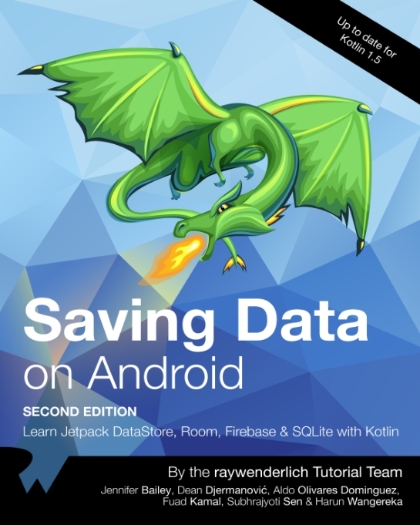 Up to date for
Kotlin 1.5
Saving Data
on Android
SECOND EDITION
Learn Jetpack DataStore, Room, Firebase & SQLite with Kotlin
By the raywenderlich Tutorial Team
Jennifer Bailey, Dean Djermanović, Aldo Olivares Dominguez,
Fuad Kamal, Subhrajyoti Sen & Harun Wangereka